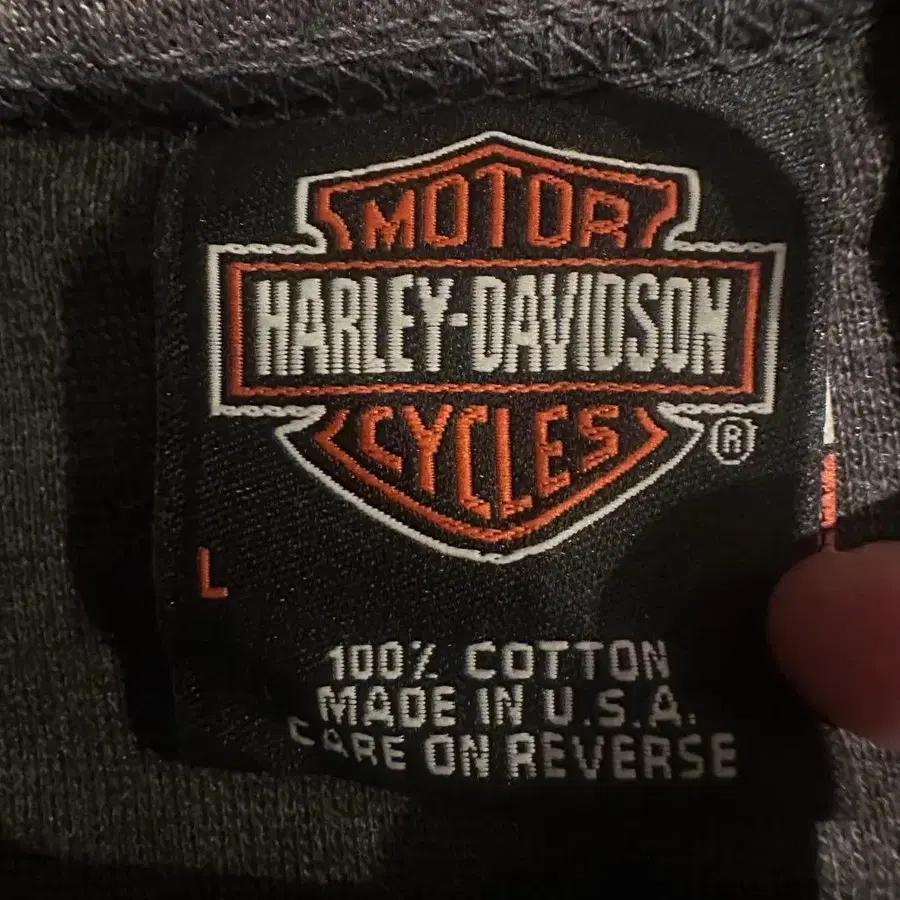 MOTOR
HARLEY-DAVIDSON
CYCLES
®
L
100% COTTON
MADE IN U.S.A.
CARE ON REVERSE